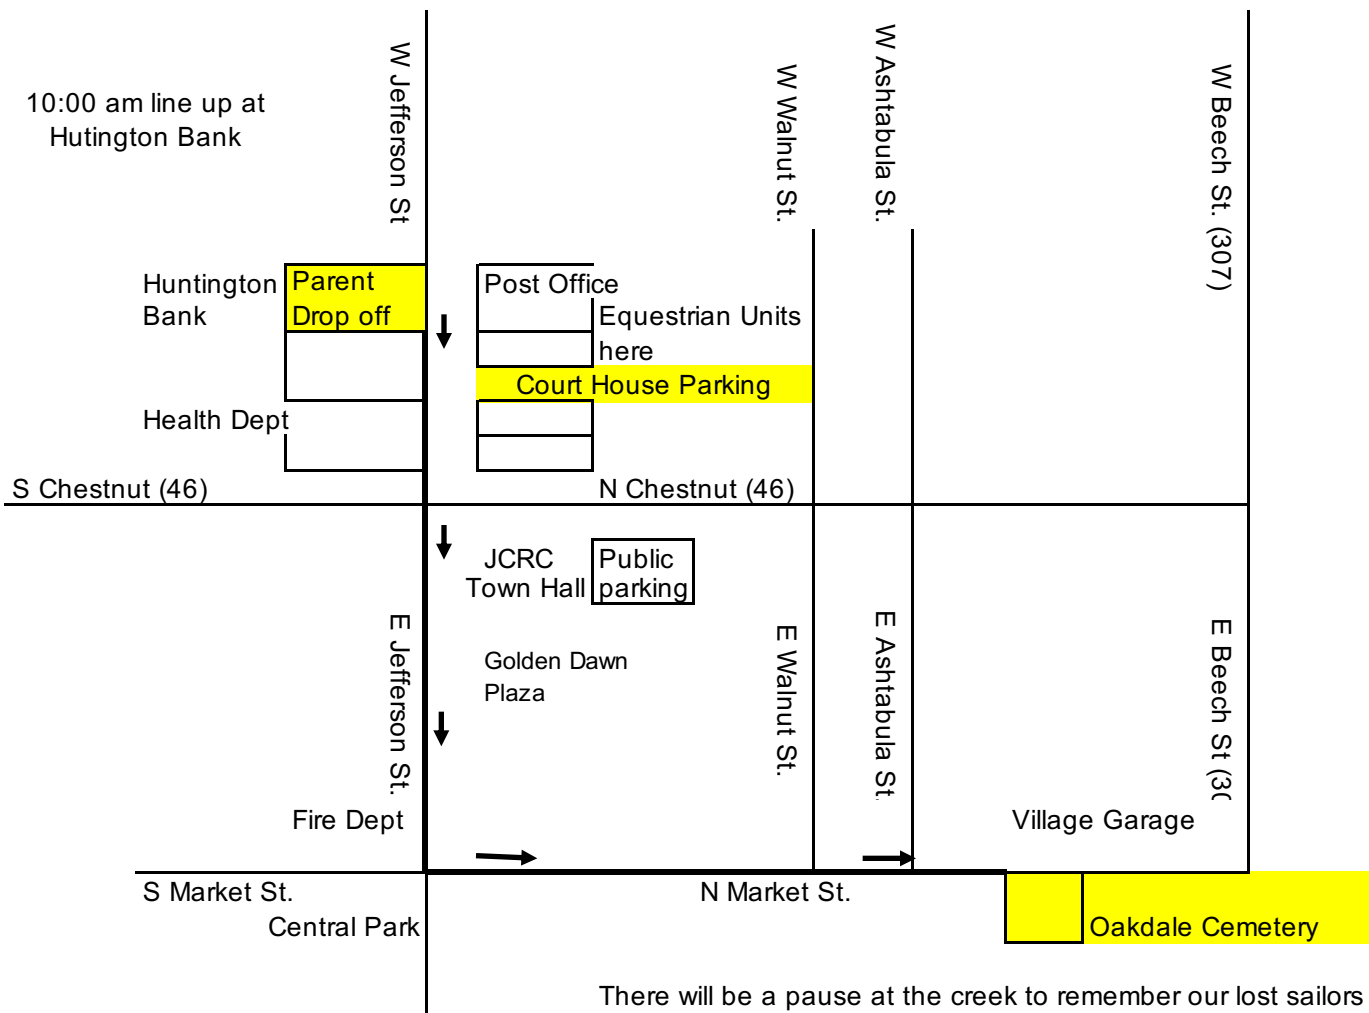 W Jefferson St
W Walnut St.
W Ashtabula St.
W Beech St. (307)
10:00 am line up at
Hutington Bank
Huntington
Bank
Parent
Drop off
Post Office
Equestrian Units
here
Court House Parking
Health Dept
S Chestnut (46)
N Chestnut (46)
JCRC
Town Hall
Public
parking
Golden Dawn
Plaza
E Jefferson St.
E Walnut St.
E Ashtabula St.
E Beech St (30
Fire Dept
Village Garage
S Market St.
N Market St.
Central Park
Oakdale Cemetery
There will be a pause at the creek to remember our lost sailors